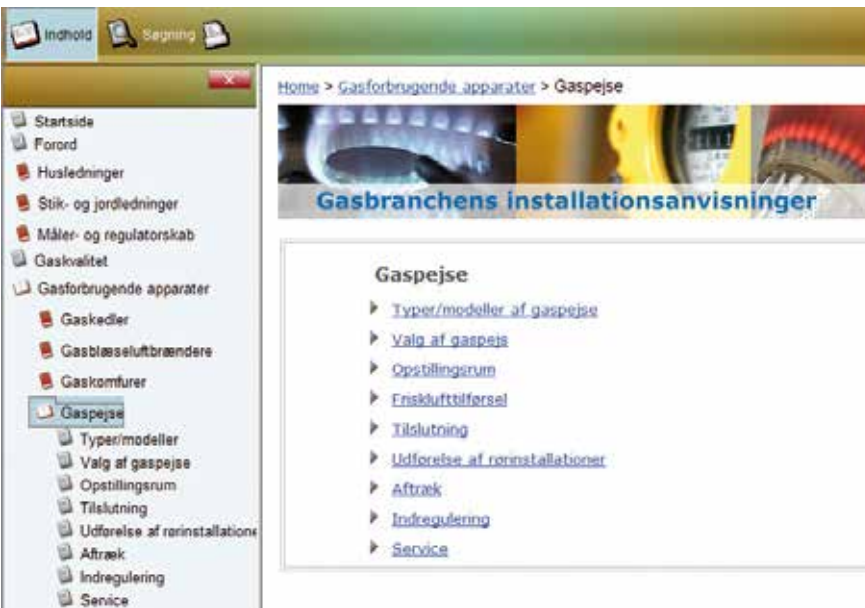 Indhold Søgning
Startside
Forord
Husledninger
Stik- og jordledninger
Måler- og regulatorskab
Gaskvalitet
Gasforbrugende apparater
Gaskedler
Gasblæseluftbrændere
Gaskomfurer
Gaspejse
Typer/modeller
Valg af gaspejse
Opstillingsrum
Tilslutning
Udførelse af rørinstallatione
Aftræk
Indregulering
Service
Home > Gasforbrugende apparater > Gaspejse
Gasbranchens installationsanvisninger
Gaspejse
Typer/modeller af gaspejse
Valg af gaspejs
Opstillingsrum
Frisklufttilførsel
Tilslutning
Udførelse af rørinstallationer
Aftræk
Indregulering
Service